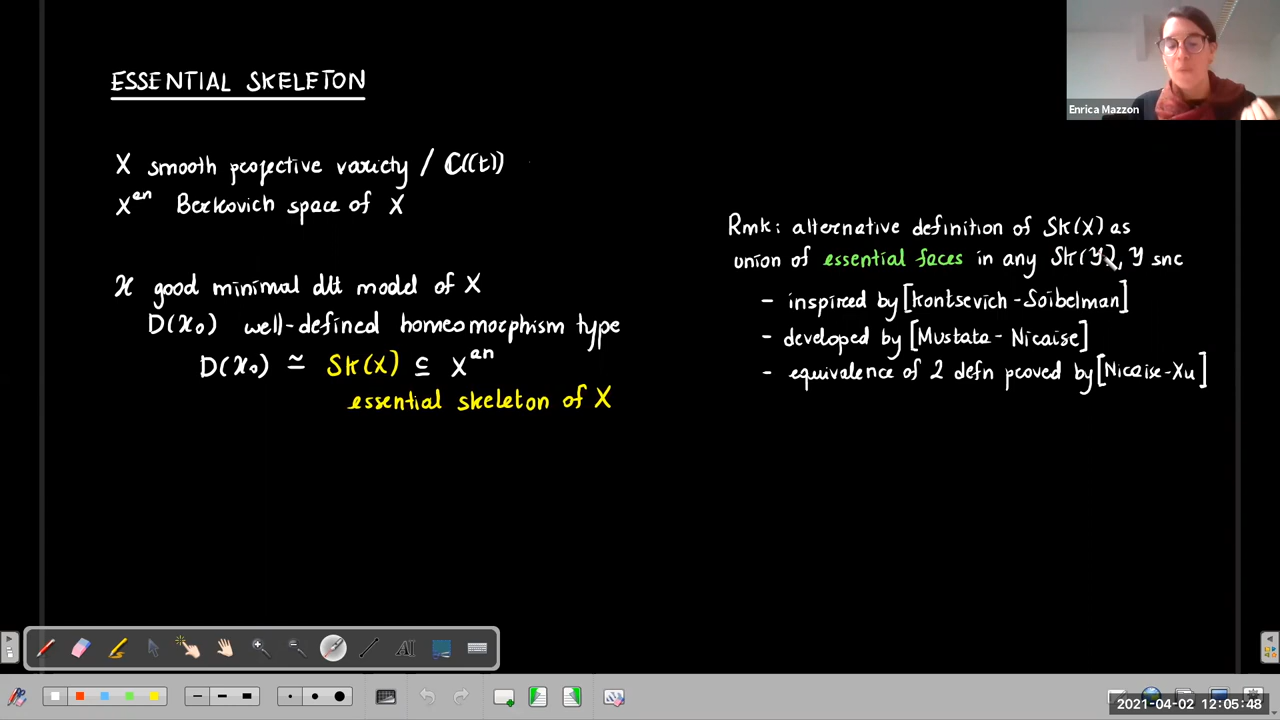 ESSENTIAL SKELETON
X smooth projective variety / ℂ((t))
X^an Berkovich space of X
𝒳 good minimal dlt model of X
D(𝒳₀) well-defined homeomorphism type
D(𝒳₀) ≃ Sk(X) ⊆ X^an
essential skeleton of X
Rmk: alternative definition of Sk(X) as
union of essential faces in any Sk(Y), Y snc
- inspired by [Kontsevich-Soibelman]
- developed by [Mustata-Nicaise]
- equivalence of 2 defn proved by [Nicaise-Xu]
Enrica Mazzon
AI
2021-04-02 12:05:48